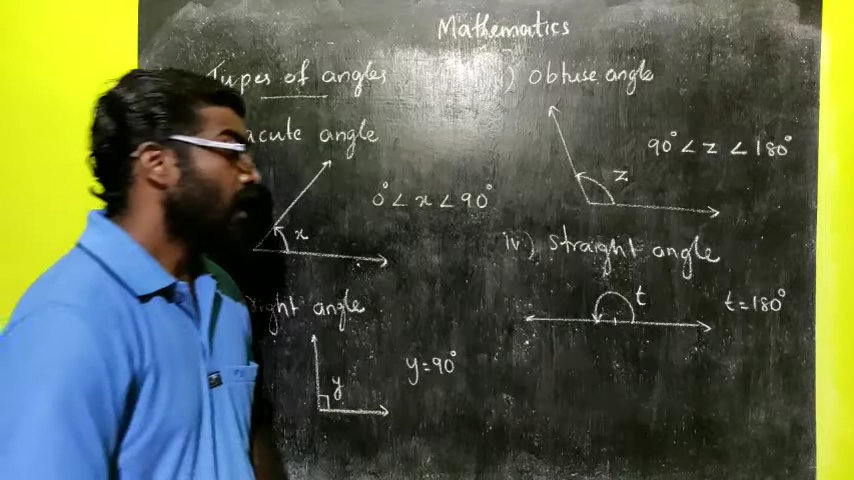 Mathematics
Types of angles
acute angle
x
0° < x < 90°
ight angle
y
y = 90°
) obtuse angle
z
90° < z < 180°
iv) straight angle
t
t = 180°